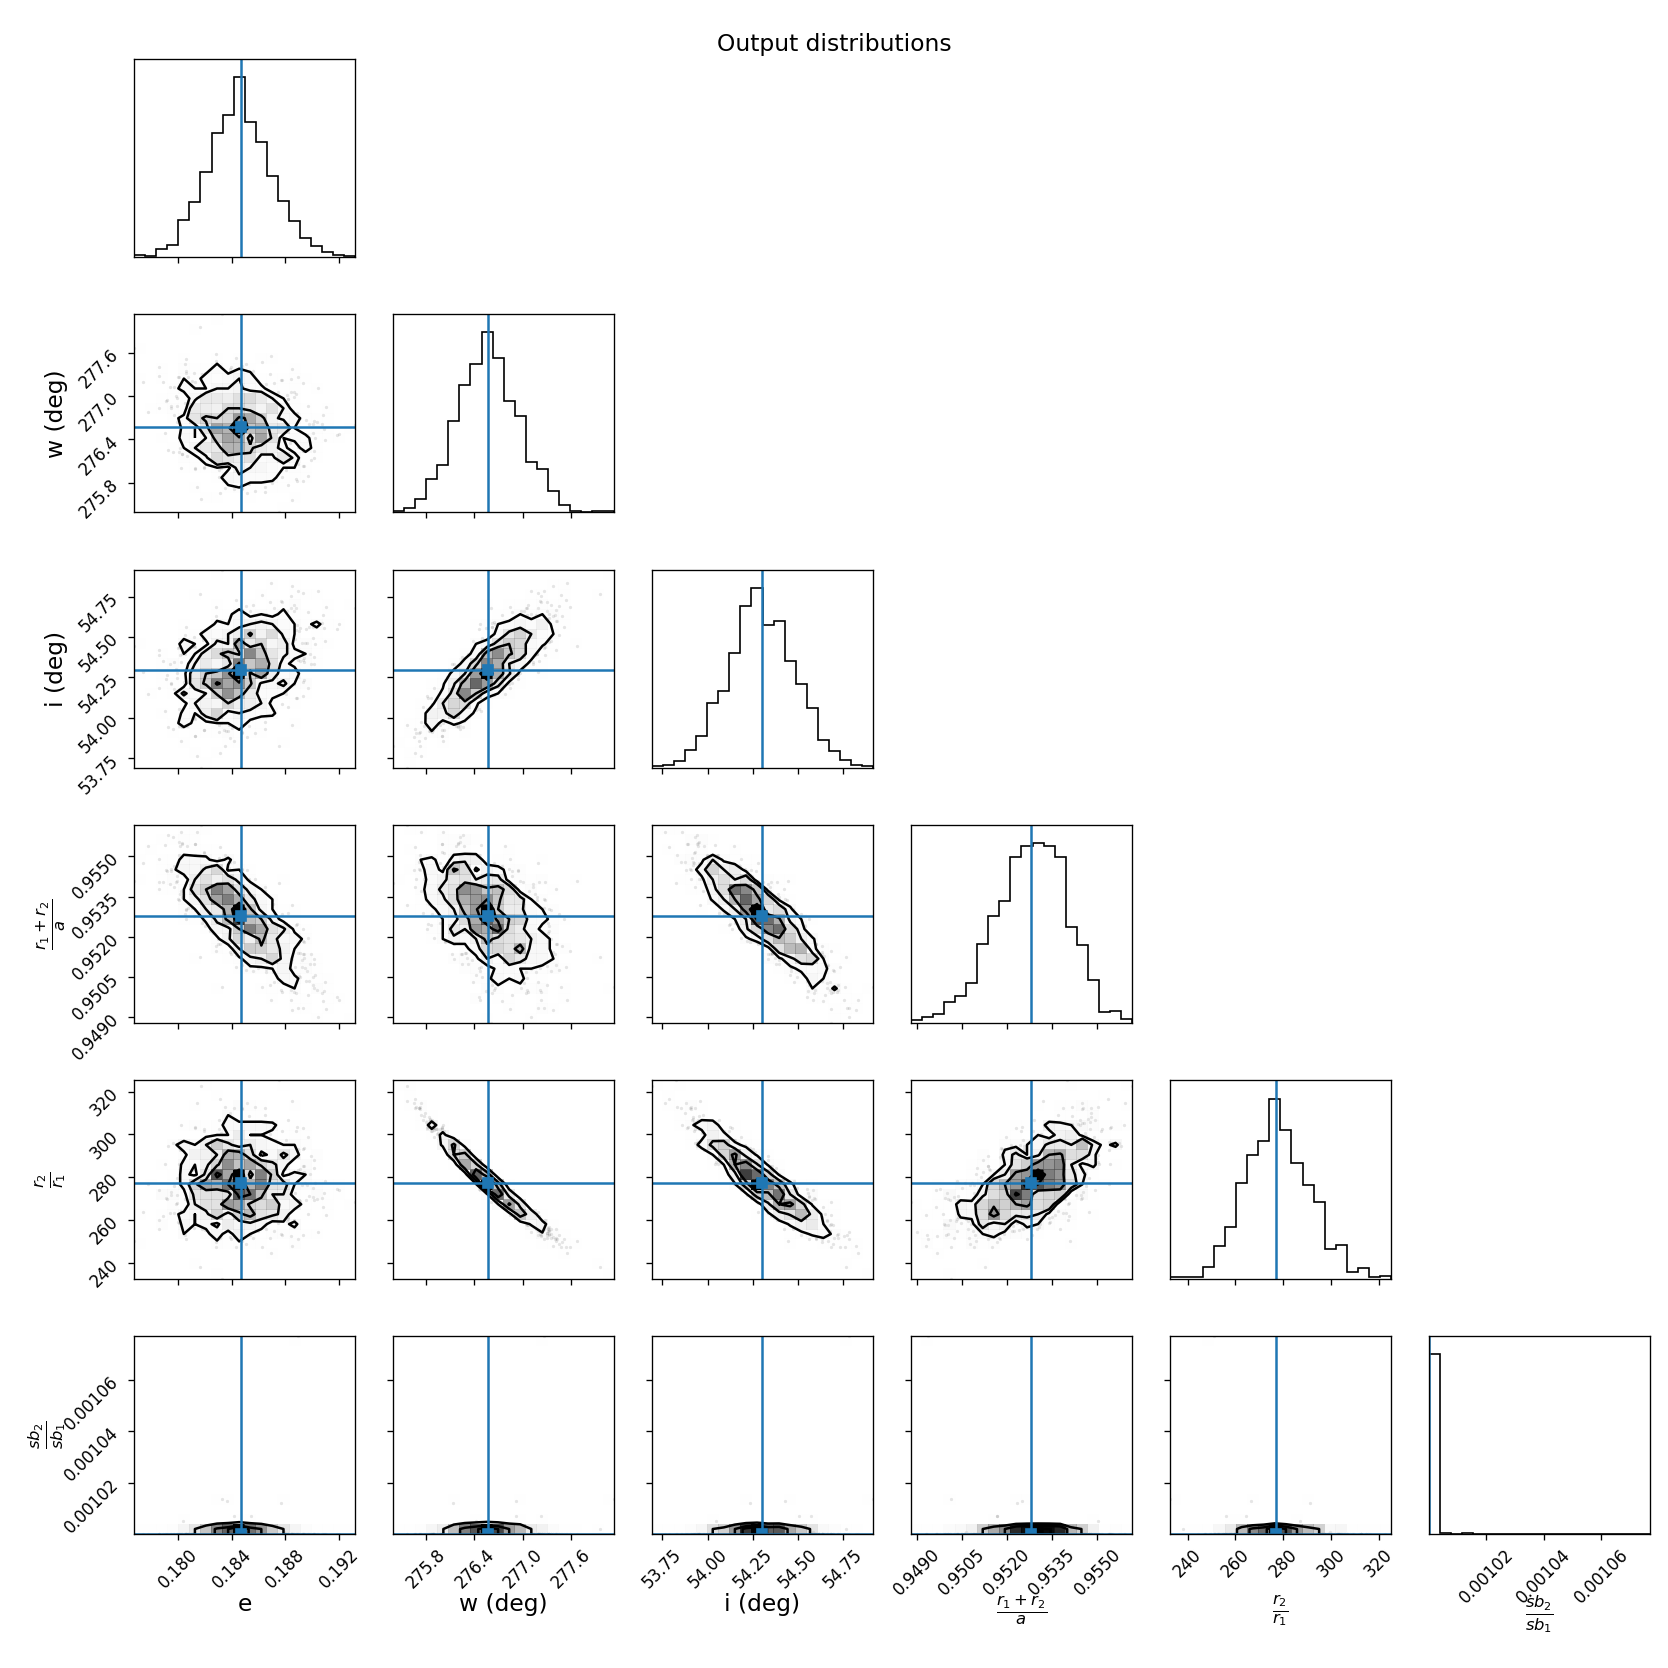 Output distributions
w (deg)
277.6
277.0
276.4
275.8
i (deg)
54.75
54.50
54.25
54.00
53.75
r₁ + r₂
a
0.9550
0.9535
0.9520
0.9505
0.9490
r₂
r₁
320
300
280
260
240
sb₂
sb₁
0.00106
0.00104
0.00102
0.180 0.184 0.188 0.192
e
275.8 276.4 277.0 277.6
w (deg)
53.75 54.00 54.25 54.50 54.75
i (deg)
0.9490 0.9505 0.9520 0.9535 0.9550
r₁ + r₂
a
240 260 280 300 320
r₂
r₁
0.00102 0.00104 0.00106
sb₂
sb₁